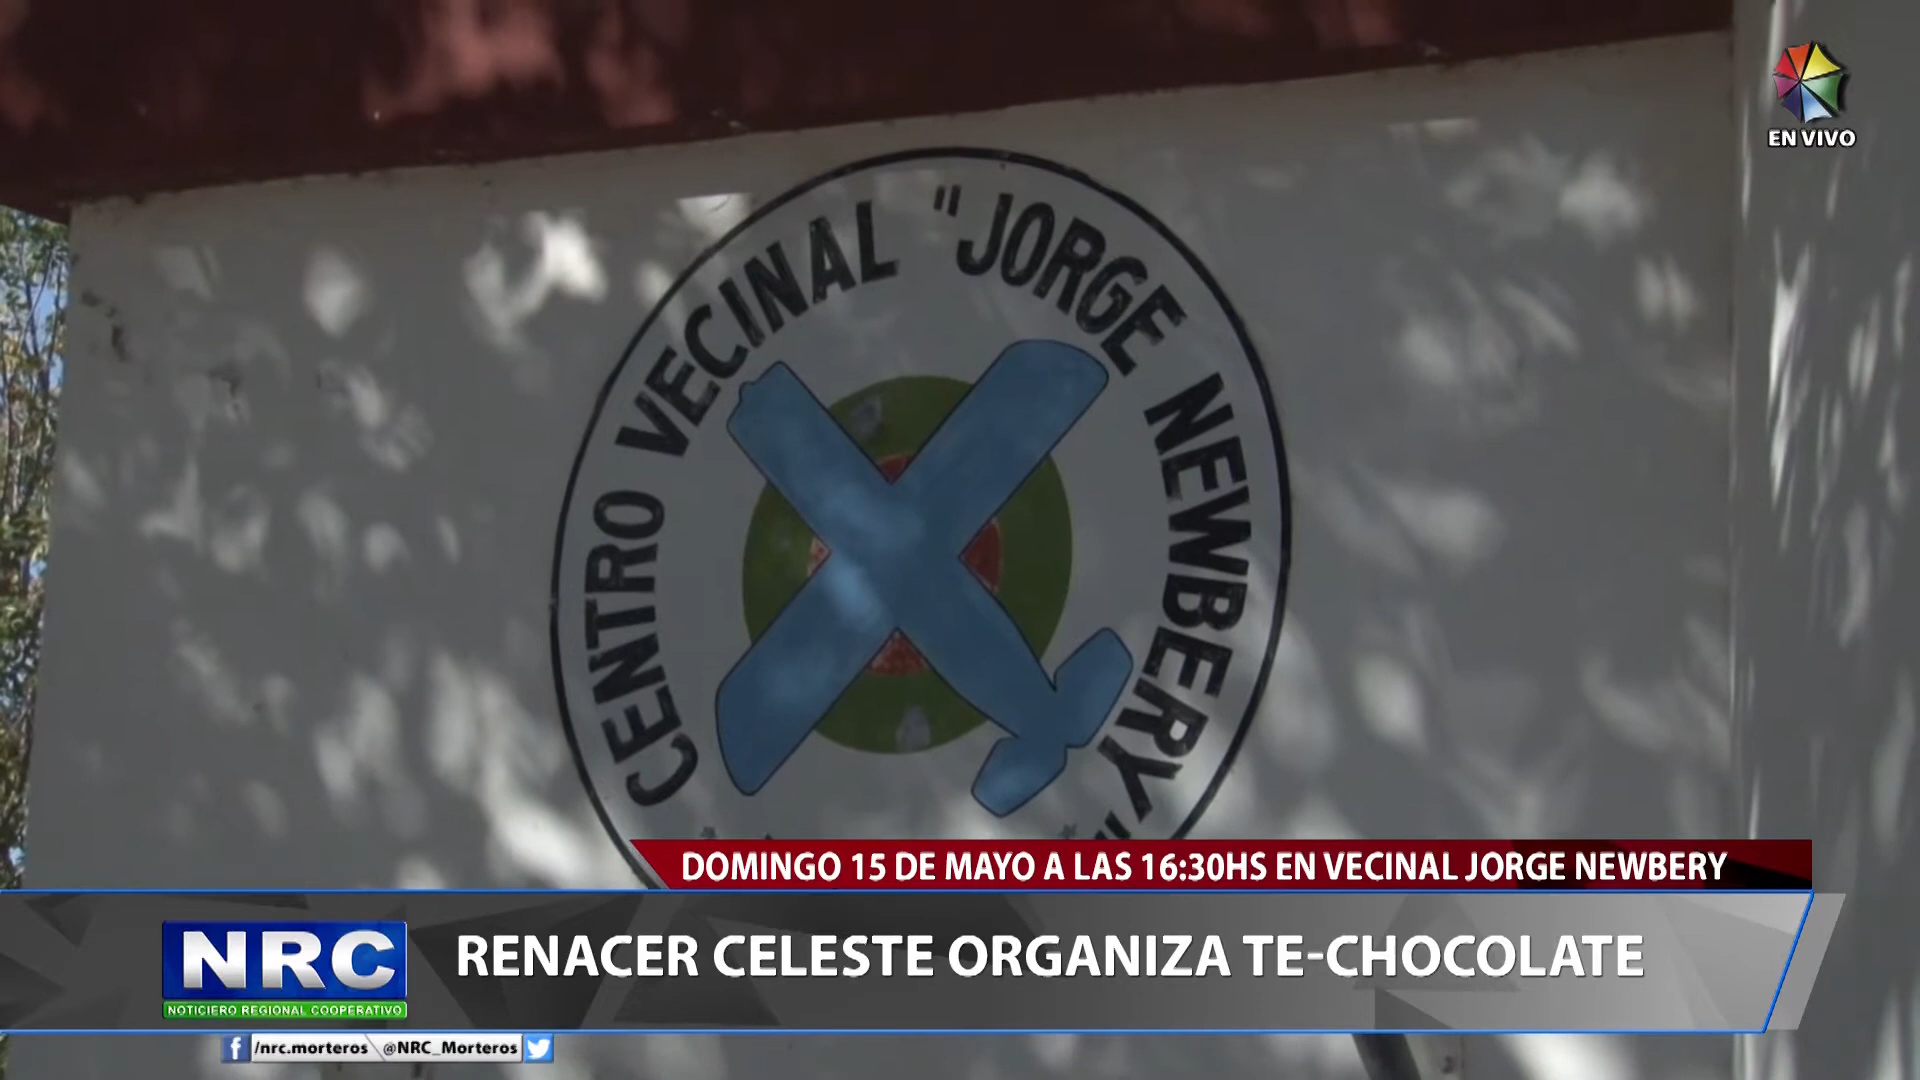 EN VIVO
CENTRO VECINAL "JORGE NEWBERY"
DOMINGO 15 DE MAYO A LAS 16:30HS EN VECINAL JORGE NEWBERY
NRC
RENACER CELESTE ORGANIZA TE-CHOCOLATE
NOTICIERO REGIONAL COOPERATIVO
/nrc.morteros @NRC_Morteros